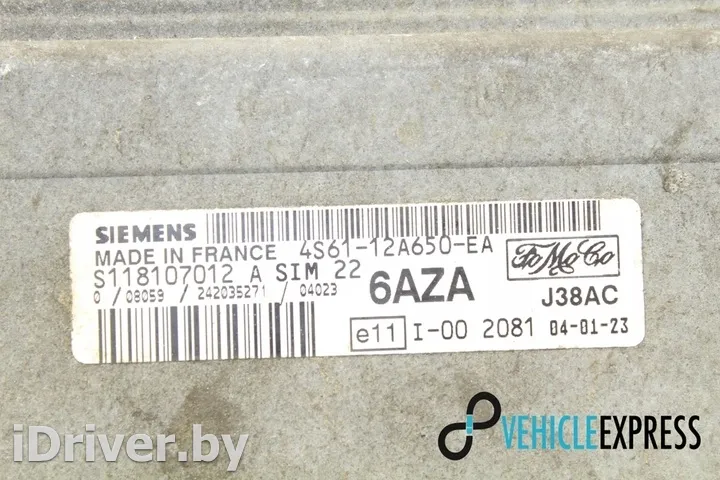 SIEMENS
MADE IN FRANCE 4S61-12A650-EA
S118107012 A SIM 22
0 / 08059 / 242035271 / 04023
6AZA
FoMoCo
J38AC
e11 I-00 2081 04-01-23
iDriver.by
VEHICLEEXPRESS